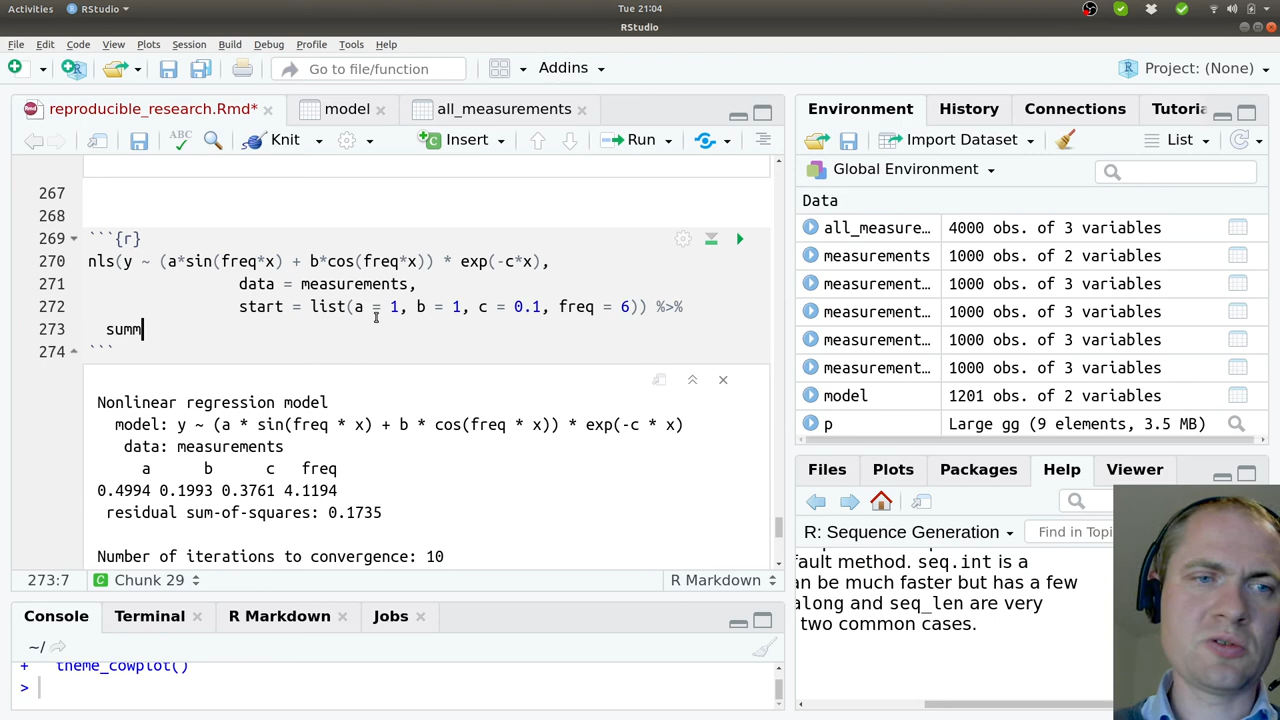 Activities RStudio Tue 21:04
RStudio
File Edit Code View Plots Session Build Debug Profile Tools Help
Go to file/function Addins Project: (None)
reproducible_research.Rmd* model all_measurements
ABC Knit Insert Run
267
268
269 ```{r}
270 nls(y ~ (a*sin(freq*x) + b*cos(freq*x)) * exp(-c*x),
271 data = measurements,
272 start = list(a = 1, b = 1, c = 0.1, freq = 6)) %>%
273 summ
274 ```
Nonlinear regression model
model: y ~ (a * sin(freq * x) + b * cos(freq * x)) * exp(-c * x)
data: measurements
a b c freq
0.4994 0.1993 0.3761 4.1194
residual sum-of-squares: 0.1735
Number of iterations to convergence: 10
273:7 Chunk 29 R Markdown
Console Terminal R Markdown Jobs
~/
+ theme_cowplot()
>
Environment History Connections Tutoria
Import Dataset List
Global Environment
Data
all_measure… 4000 obs. of 3 variables
measurements 1000 obs. of 2 variables
measurement… 1000 obs. of 3 variables
measurement… 1000 obs. of 3 variables
measurement… 1000 obs. of 3 variables
measurement… 1000 obs. of 3 variables
model 1201 obs. of 2 variables
p Large gg (9 elements, 3.5 MB)
Files Plots Packages Help Viewer
R: Sequence Generation Find in Topi
fault method. seq.int is a
an be much faster but has a few
along and seq_len are very
two common cases.